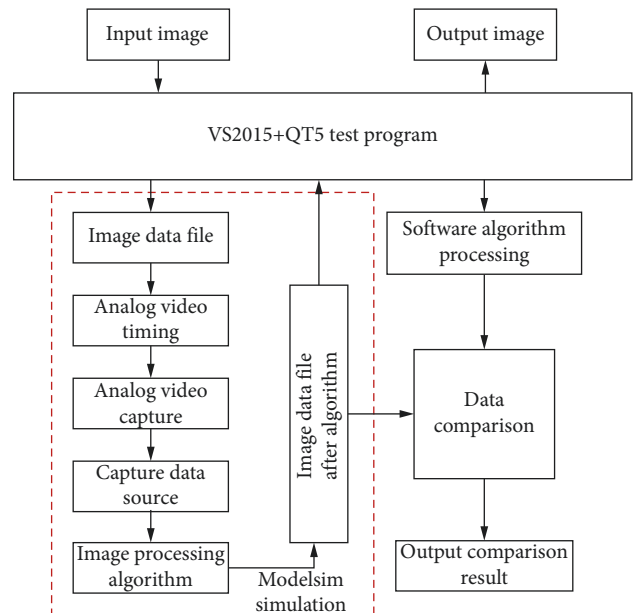 Input image
Output image
VS2015+QT5 test program
Image data file
Software algorithm
processing
Analog video
timing
Image data file
after algorithm
Analog video
capture
Data
comparison
Capture data
source
Image processing
algorithm
Modelsim
simulation
Output comparison
result